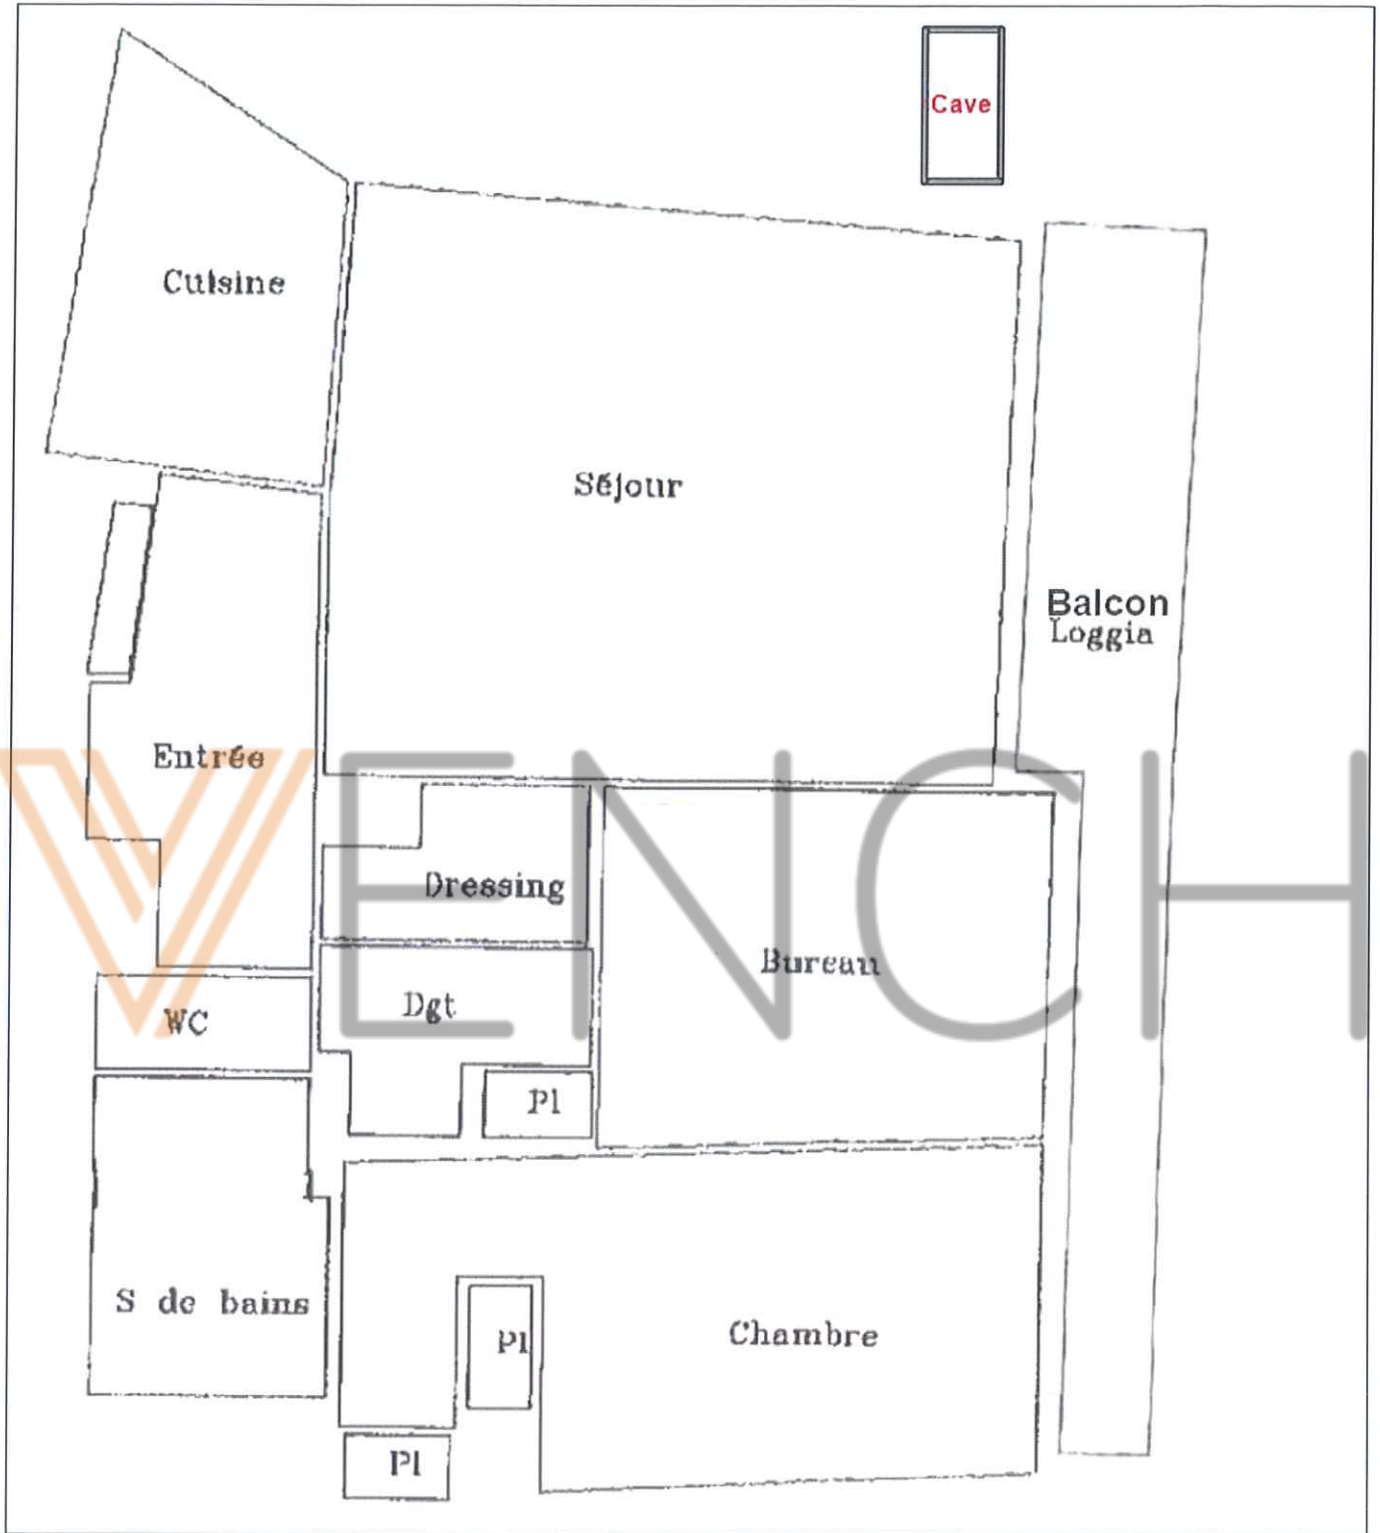 Cave
Cuisine
Séjour
Balcon
Loggia
Entrée
VENCH
Dressing
Bureau
Dgt
WC
Pl
S de bains
Pl
Chambre
Pl